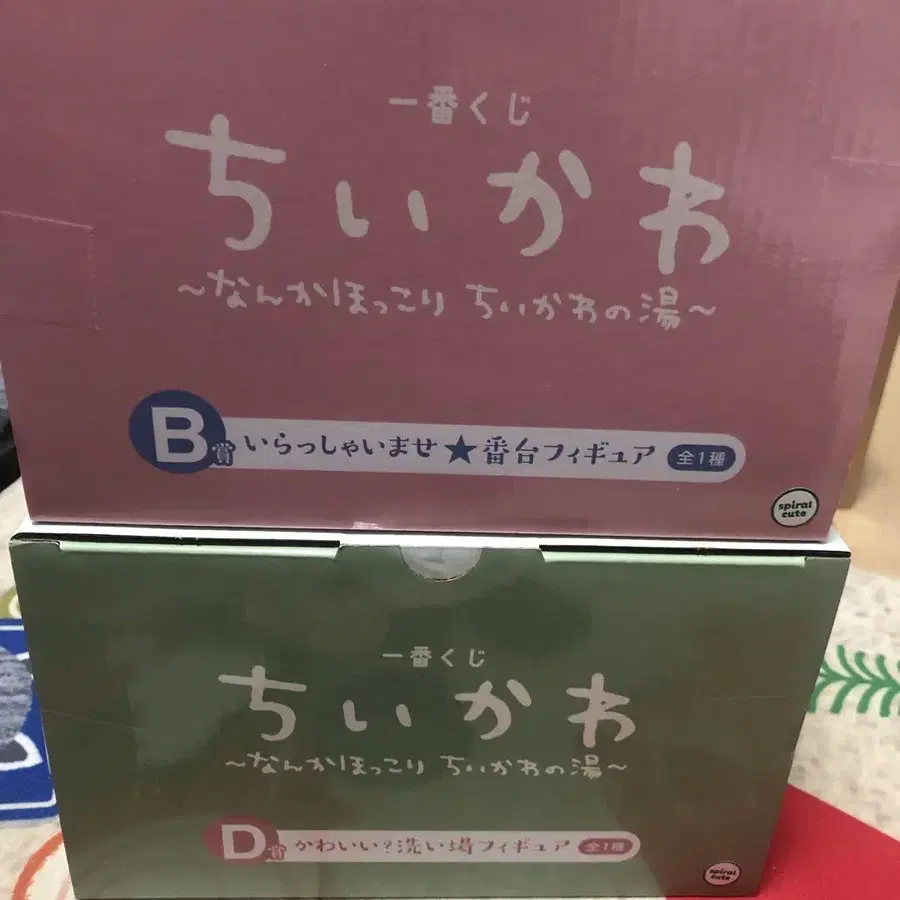 一番くじ
ちいかわ
~なんかほっこり ちいかわの湯~
B賞 いらっしゃいませ★番台フィギュア 全1種
spiral
cute
一番くじ
ちいかわ
~なんかほっこり ちいかわの湯~
D賞 かわいい?洗い場フィギュア 全1種
spiral
cute